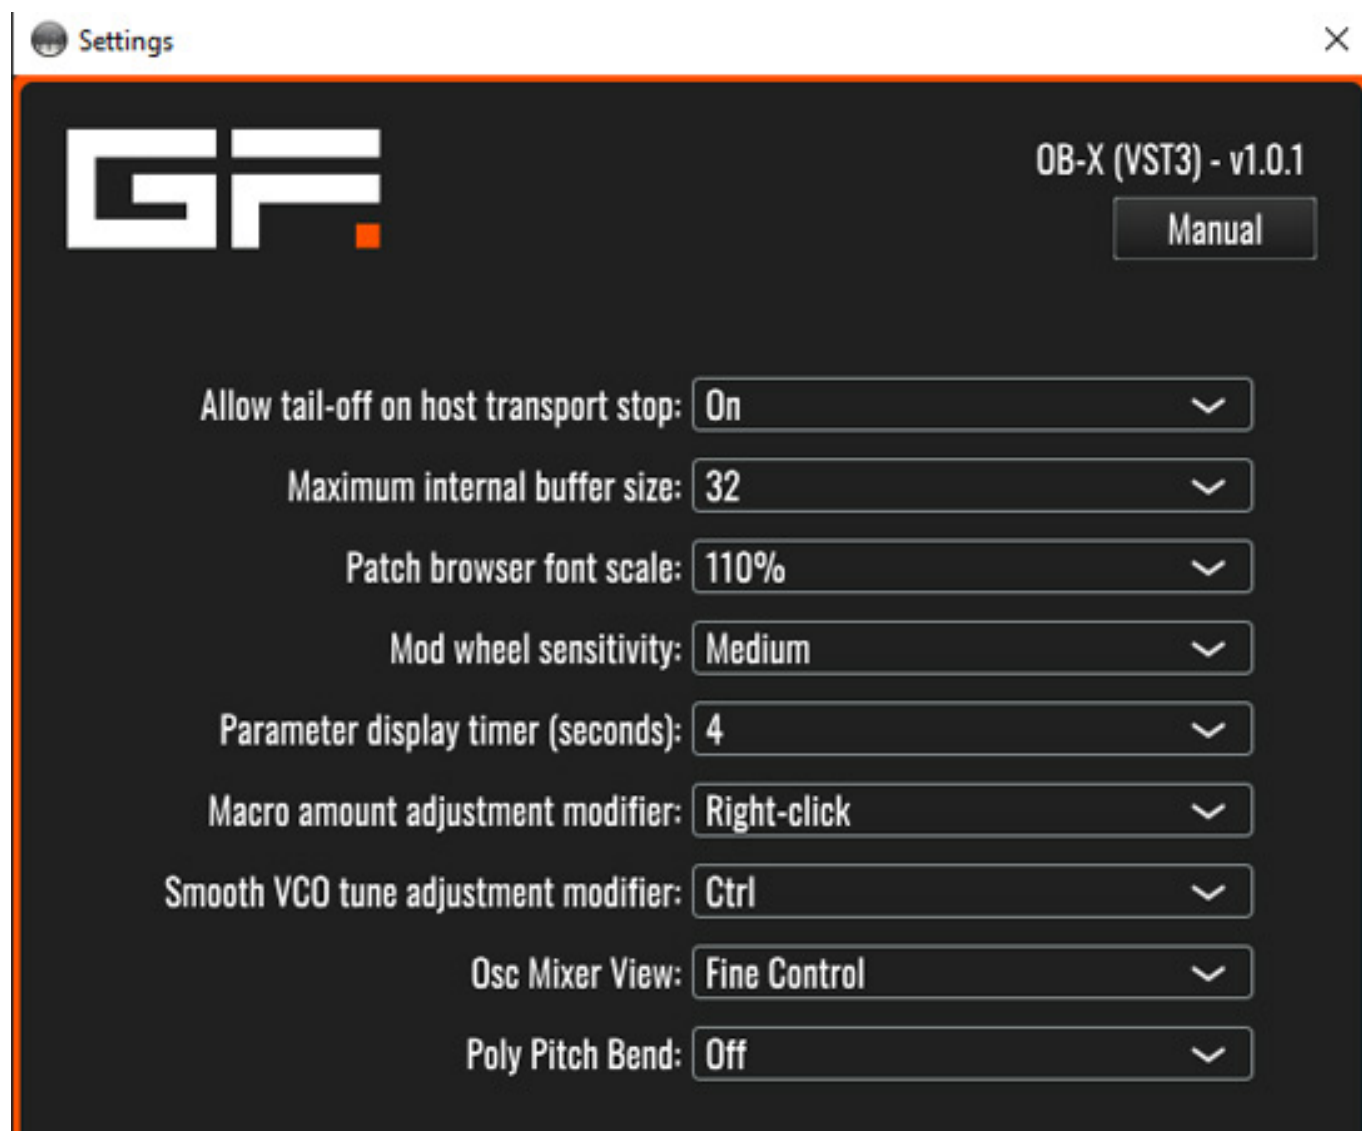 Settings
GF.
OB-X (VST3) - v1.0.1
Manual
Allow tail-off on host transport stop: On
Maximum internal buffer size: 32
Patch browser font scale: 110%
Mod wheel sensitivity: Medium
Parameter display timer (seconds): 4
Macro amount adjustment modifier: Right-click
Smooth VCO tune adjustment modifier: Ctrl
Osc Mixer View: Fine Control
Poly Pitch Bend: Off